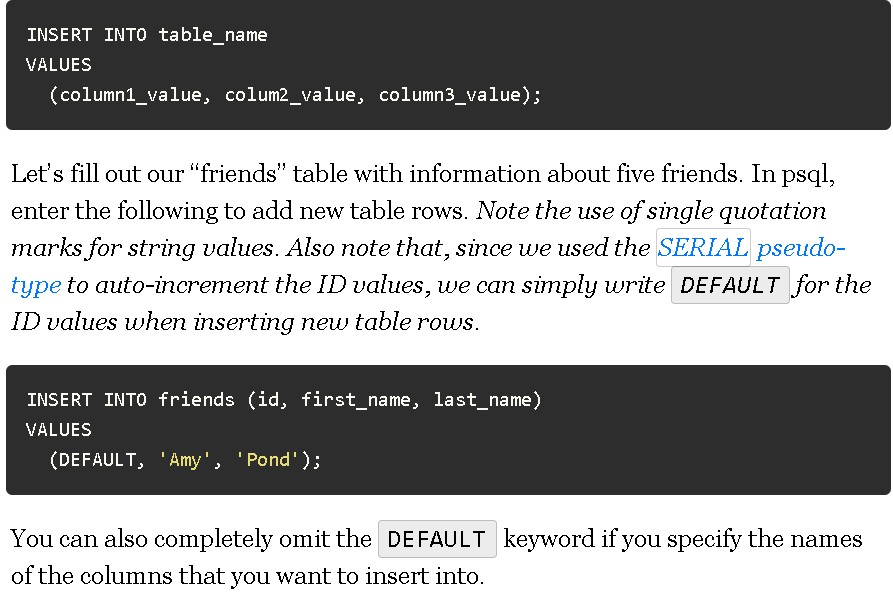 INSERT INTO table_name
VALUES
(column1_value, colum2_value, column3_value);
Let’s fill out our “friends” table with information about five friends. In psql,
enter the following to add new table rows. Note the use of single quotation
marks for string values. Also note that, since we used the SERIAL pseudo-
type to auto-increment the ID values, we can simply write DEFAULT for the
ID values when inserting new table rows.
INSERT INTO friends (id, first_name, last_name)
VALUES
(DEFAULT, 'Amy', 'Pond');
You can also completely omit the DEFAULT keyword if you specify the names
of the columns that you want to insert into.